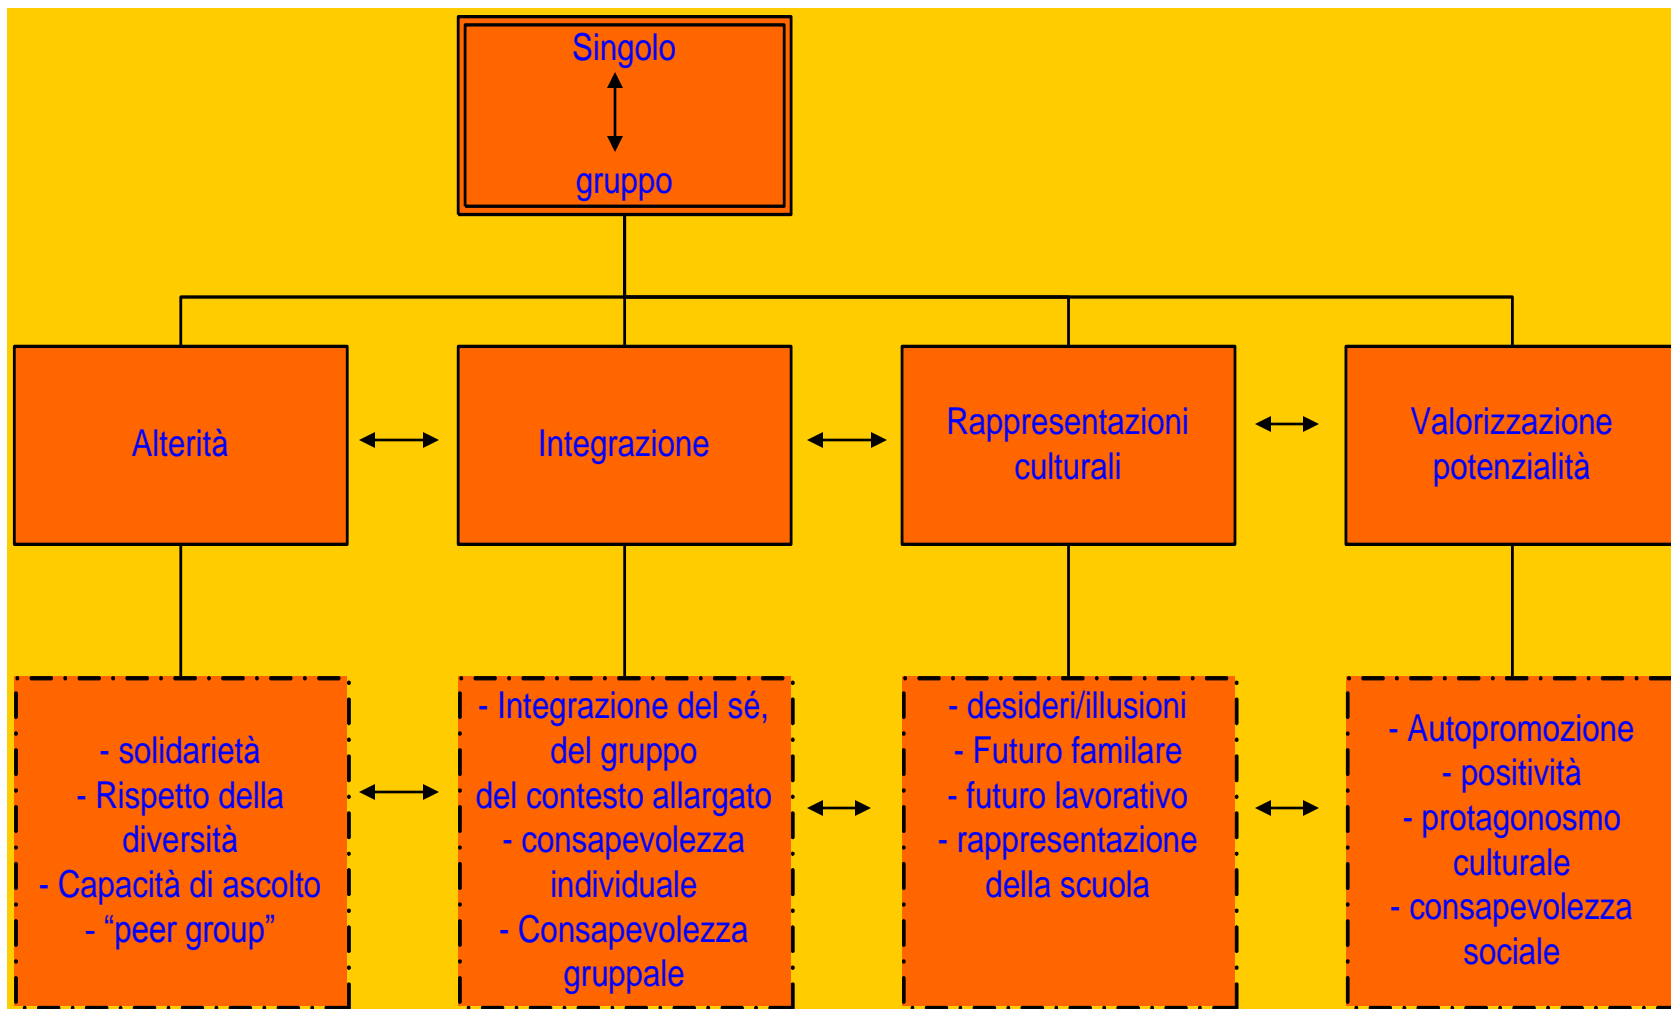 Singolo
gruppo
Alterità
Integrazione
Rappresentazioni
culturali
Valorizzazione
potenzialità
- solidarietà
- Rispetto della
diversità
- Capacità di ascolto
- “peer group”
- Integrazione del sé,
del gruppo
del contesto allargato
- consapevolezza
individuale
- Consapevolezza
gruppale
- desideri/illusioni
- Futuro familare
- futuro lavorativo
- rappresentazione
della scuola
- Autopromozione
- positività
- protagonosmo
culturale
- consapevolezza
sociale